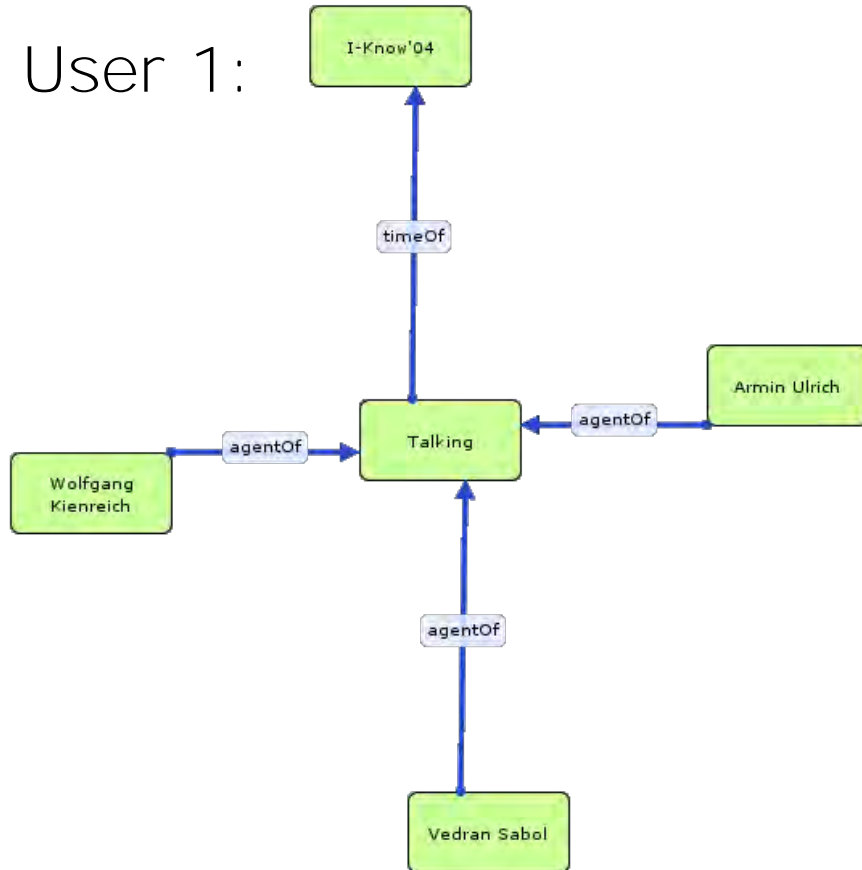 I-Know'04
User 1:
timeOf
Armin Ulrich
agentOf
Talking
agentOf
Wolfgang
Kienreich
agentOf
Vedran Sabol